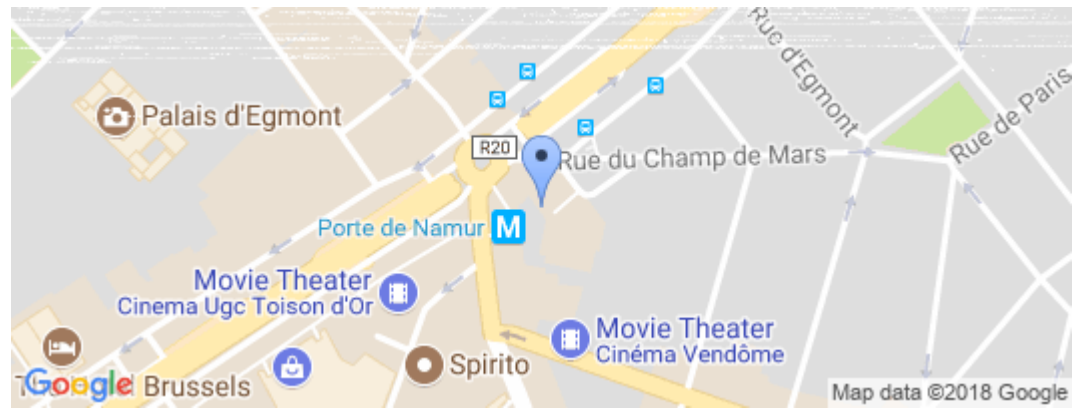 Rue d'Egmont
Rue de Paris
Palais d'Egmont
R20
Rue du Champ de Mars
Porte de Namur
M
Movie Theater
Cinema Ugc Toison d'Or
Movie Theater
Cinéma Vendôme
Spirito
Brussels
Google
Map data ©2018 Google